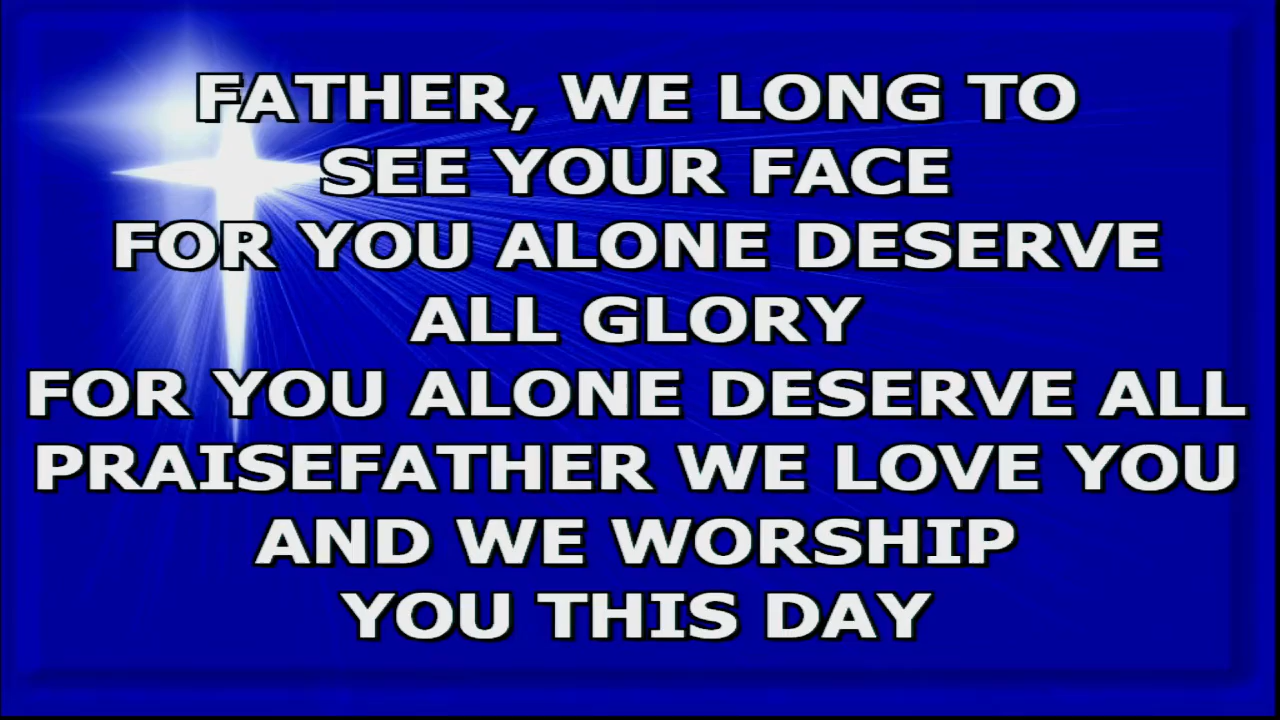 FATHER, WE LONG TO
SEE YOUR FACE
FOR YOU ALONE DESERVE
ALL GLORY
FOR YOU ALONE DESERVE ALL
PRAISEFATHER WE LOVE YOU
AND WE WORSHIP
YOU THIS DAY